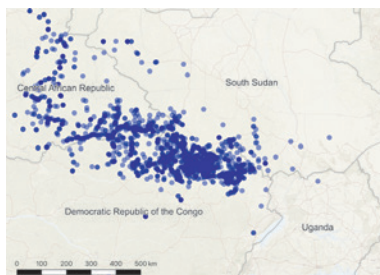 South Sudan
Central African Republic
Democratic Republic of the Congo
Uganda
0 100 200 300 400 500 km